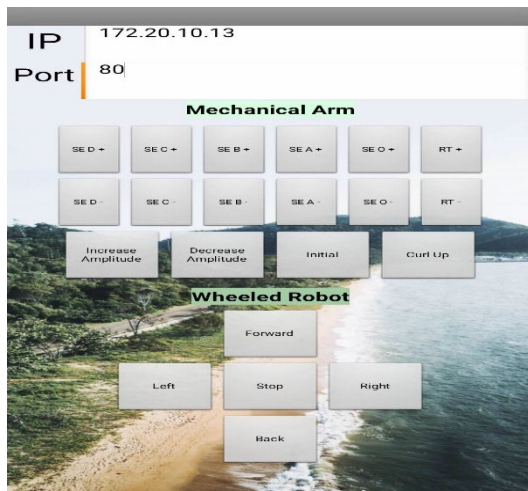 IP 172.20.10.13
Port 80
Mechanical Arm
SE D + SE C + SE B + SE A + SE O + RT +
SE D - SE C - SE B - SE A - SE O - RT -
Increase Amplitude Decrease Amplitude Initial Curl Up
Wheeled Robot
Forward
Left Stop Right
Back